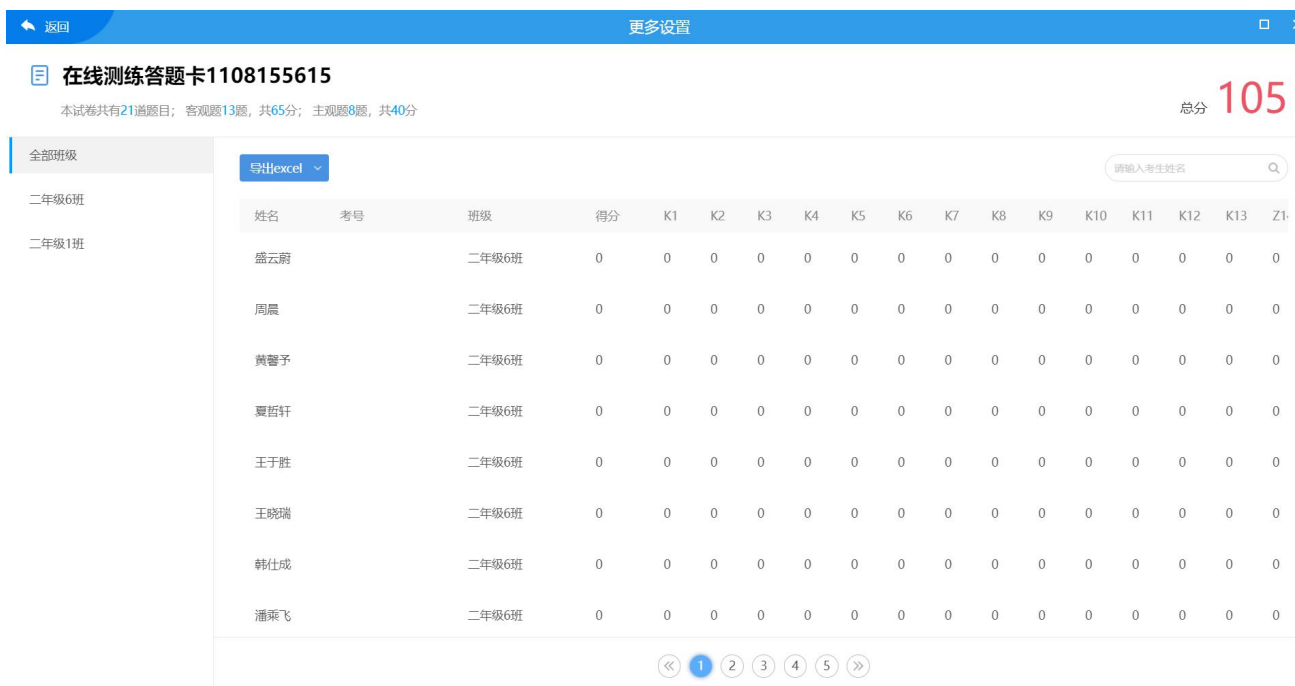 返回
更多设置
在线测练答题卡1108155615
本试卷共有21道题目； 客观题13题，共65分； 主观题8题，共40分
总分 105
全部班级
二年级6班
二年级1班
导出excel
请输入考生姓名
姓名 考号 班级 得分 K1 K2 K3 K4 K5 K6 K7 K8 K9 K10 K11 K12 K13
盛云蔚 二年级6班 0 0 0 0 0 0 0 0 0 0 0 0 0 0 0
周晨 二年级6班 0 0 0 0 0 0 0 0 0 0 0 0 0 0 0
黄馨予 二年级6班 0 0 0 0 0 0 0 0 0 0 0 0 0 0 0
夏哲轩 二年级6班 0 0 0 0 0 0 0 0 0 0 0 0 0 0 0
王于胜 二年级6班 0 0 0 0 0 0 0 0 0 0 0 0 0 0 0
王晓瑞 二年级6班 0 0 0 0 0 0 0 0 0 0 0 0 0 0 0
韩仕成 二年级6班 0 0 0 0 0 0 0 0 0 0 0 0 0 0 0
潘乘飞 二年级6班 0 0 0 0 0 0 0 0 0 0 0 0 0 0 0
1 2 3 4 5